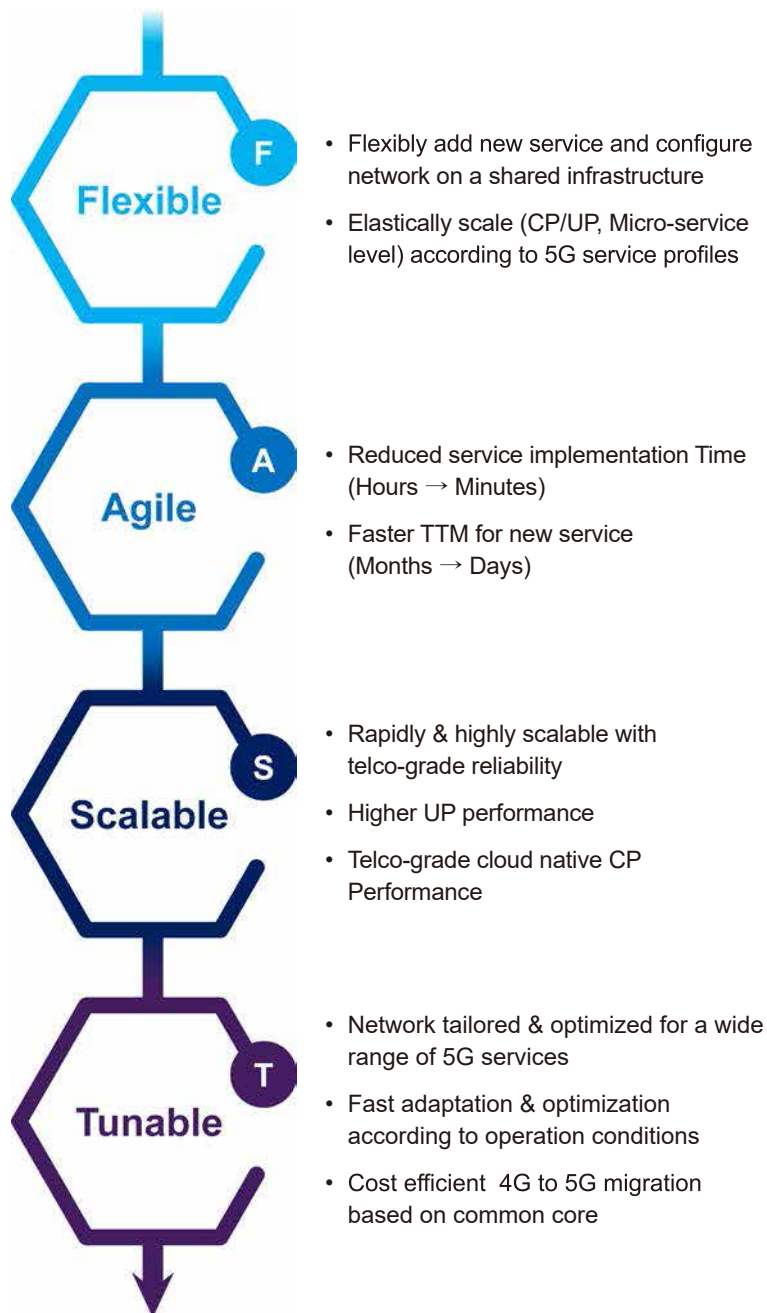 F
Flexible
• Flexibly add new service and configure
network on a shared infrastructure
• Elastically scale (CP/UP, Micro-service
level) according to 5G service profiles
A
Agile
• Reduced service implementation Time
(Hours → Minutes)
• Faster TTM for new service
(Months → Days)
S
Scalable
• Rapidly & highly scalable with
telco-grade reliability
• Higher UP performance
• Telco-grade cloud native CP
Performance
T
Tunable
• Network tailored & optimized for a wide
range of 5G services
• Fast adaptation & optimization
according to operation conditions
• Cost efficient  4G to 5G migration
based on common core